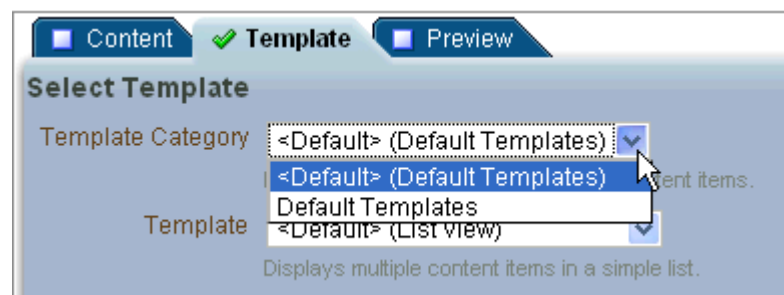 Content Template Preview
Select Template
Template Category <Default> (Default Templates)
<Default> (Default Templates) ent items.
Default Templates
Template <Default> (List View)
Displays multiple content items in a simple list.